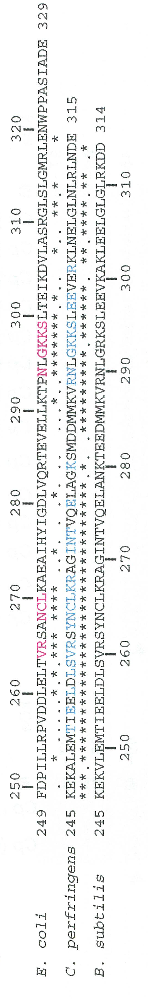 250 260 270 280 290 300 310 320
E. coli 249 FDPILLRPVDDLELTVRSANCLKAEAIHYIGDLVQRTEVELLKTPNLGKKSLTEIKDVLASRGLSLGMRLENWPPASIADE 329
. * .....*.*.*** **** ..* . . *. .. ...*..*******.*.. *.. **.* *
C. perfringens 245 KEKALEMTIEELDLSVRSYNCLKRAGINTVQELAGKSMDDMMKVRNLGKKSLEEVERKLNELGLNLRLNDE 315
***.******************************.*. .*********.******. **.****.** .*
B. subtilis 245 KEKVLEMTIEELDLSVRSYNCLKRAGINTVQELANKTEEDMMKVRNLGRKSLEEVKAKLEELGLGLRKDD 314
250 260 270 280 290 300 310